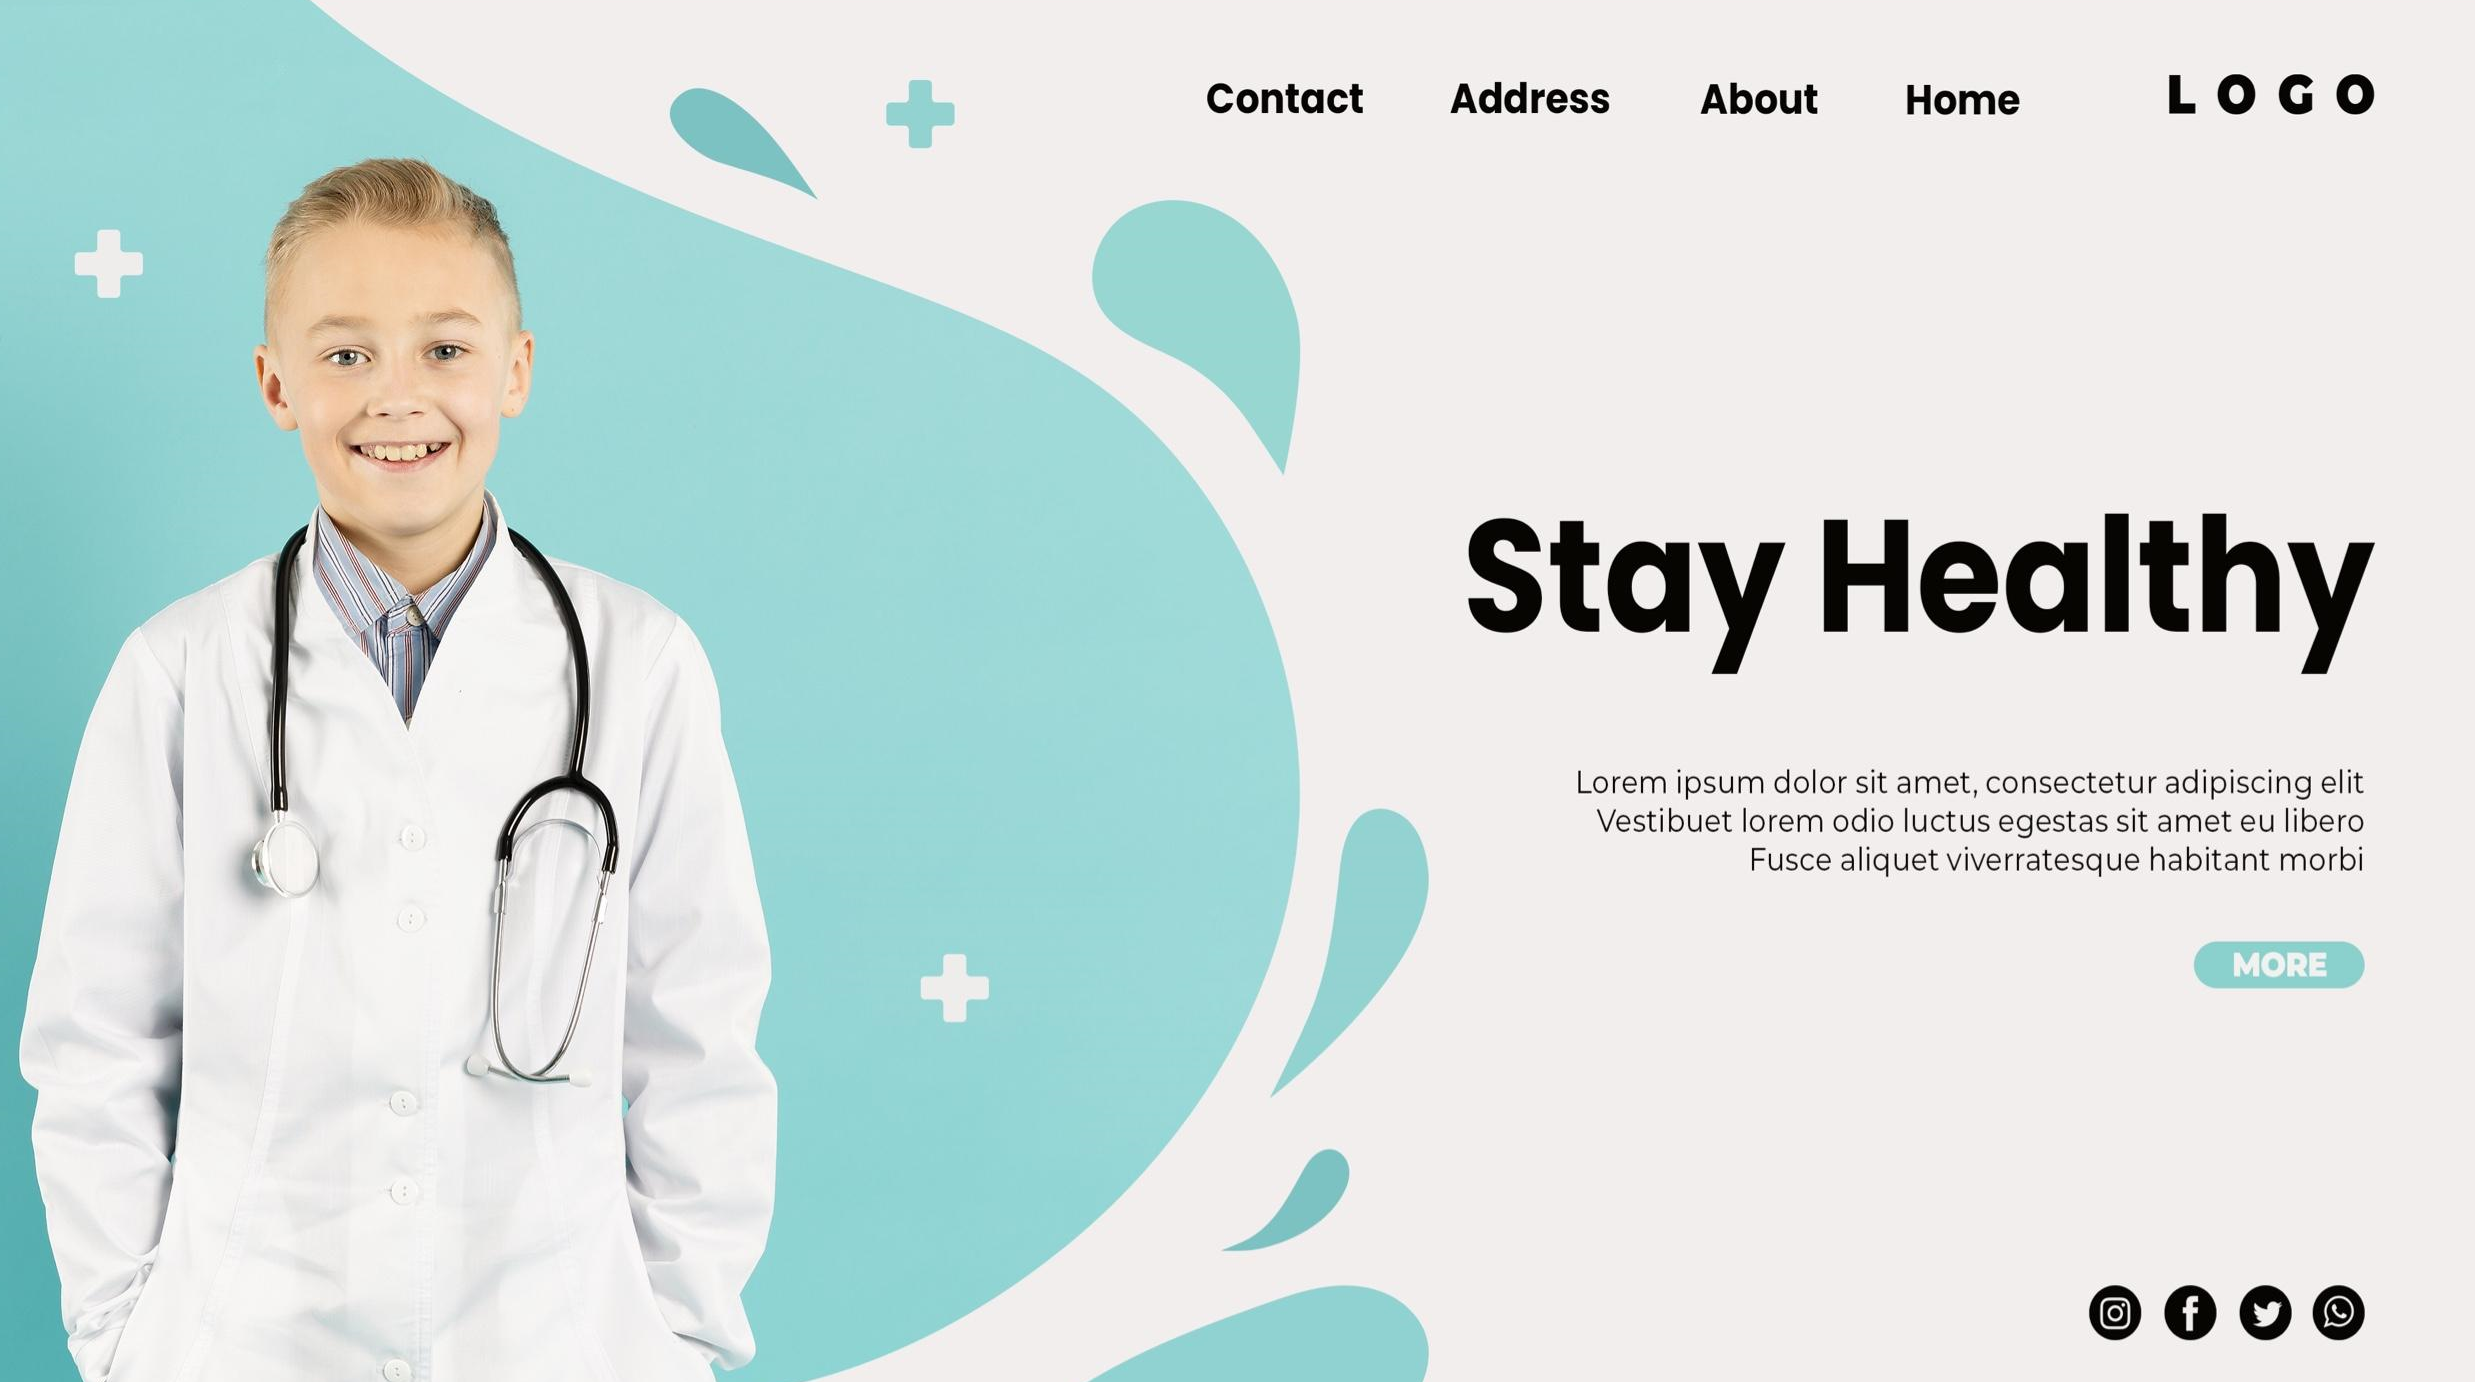 Contact Address About Home LOGO
Stay Healthy
Lorem ipsum dolor sit amet, consectetur adipiscing elit
Vestibuet lorem odio luctus egestas sit amet eu libero
Fusce aliquet viverratesque habitant morbi
MORE